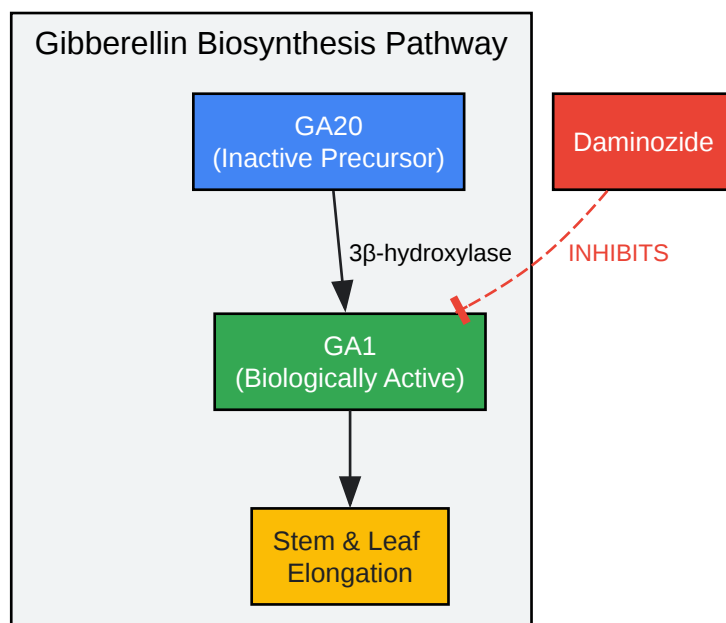 Gibberellin Biosynthesis Pathway
GA20
(Inactive Precursor)
Daminozide
3β-hydroxylase
INHIBITS
GA1
(Biologically Active)
Stem & Leaf
Elongation